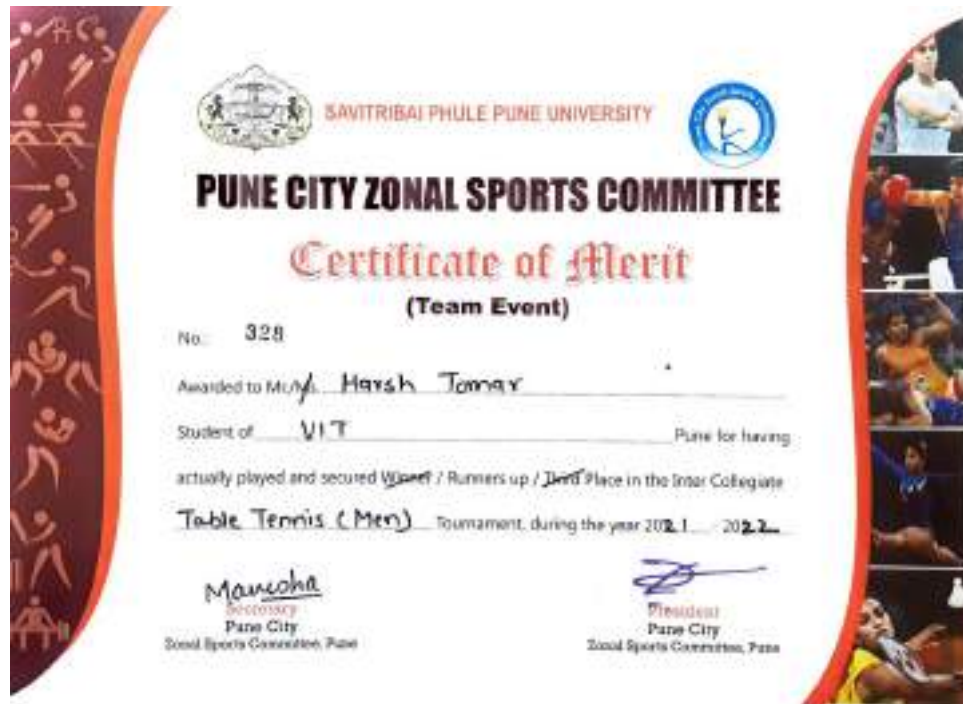 SAVITRIBAI PHULE PUNE UNIVERSITY
PUNE CITY ZONAL SPORTS COMMITTEE
Certificate of Merit
(Team Event)
No.: 328
Awarded to Mr./Ms. Harsh Tomar
Student of VIT Pune for having
actually played and secured Winner / Runners up / Third Place in the Inter Collegiate
Table Tennis (Men) Tournament, during the year 2021 - 2022
Secretary
Pune City
Zonal Sports Committee, Pune
President
Pune City
Zonal Sports Committee, Pune